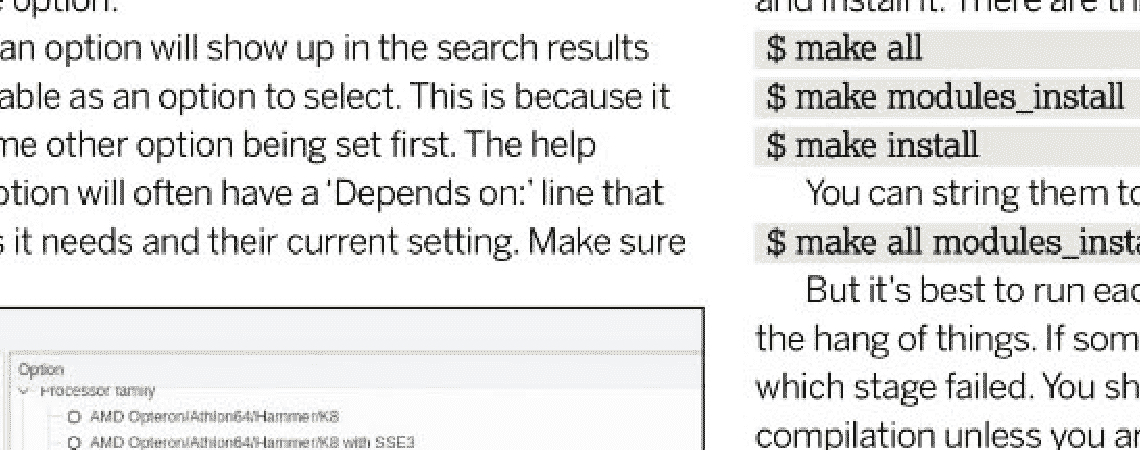 option.
an option will show up in the search results
able as an option to select. This is because it
me other option being set first. The help
ption will often have a 'Depends on:' line that
s it needs and their current setting. Make sure
Option
Processor family
AMD Opteron/Athlon64/Hammer/K8
AMD Opteron/Athlon64/Hammer/K8 with SSE3
and install it. There are th
$ make all
$ make modules_install
$ make install
You can string them to
$ make all modules_insta
But it's best to run eac
the hang of things. If som
which stage failed. You sh
compilation unless you ar